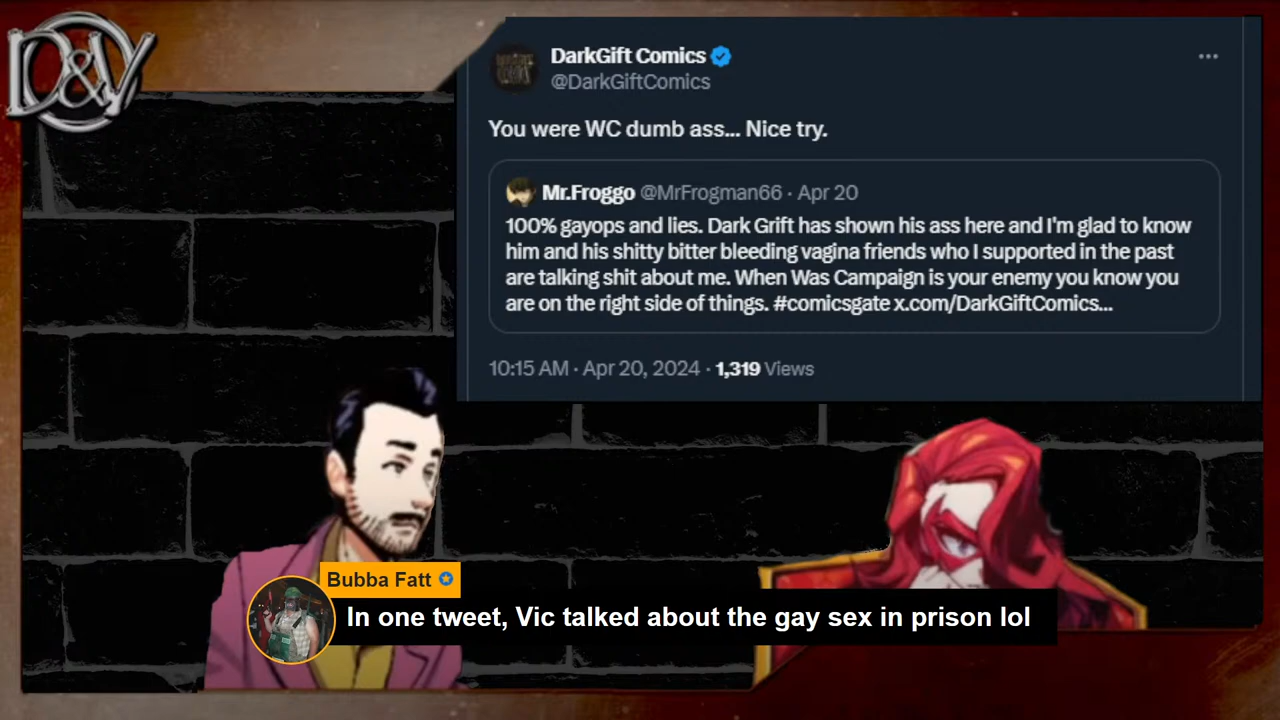 D&Y
DarkGift Comics
@DarkGiftComics
You were WC dumb ass... Nice try.
Mr.Froggo @MrFrogman66 · Apr 20
100% gayops and lies. Dark Grift has shown his ass here and I'm glad to know
him and his shitty bitter bleeding vagina friends who I supported in the past
are talking shit about me. When Was Campaign is your enemy you know you
are on the right side of things. #comicsgate x.com/DarkGiftComics...
10:15 AM · Apr 20, 2024 · 1,319 Views
Bubba Fatt
In one tweet, Vic talked about the gay sex in prison lol